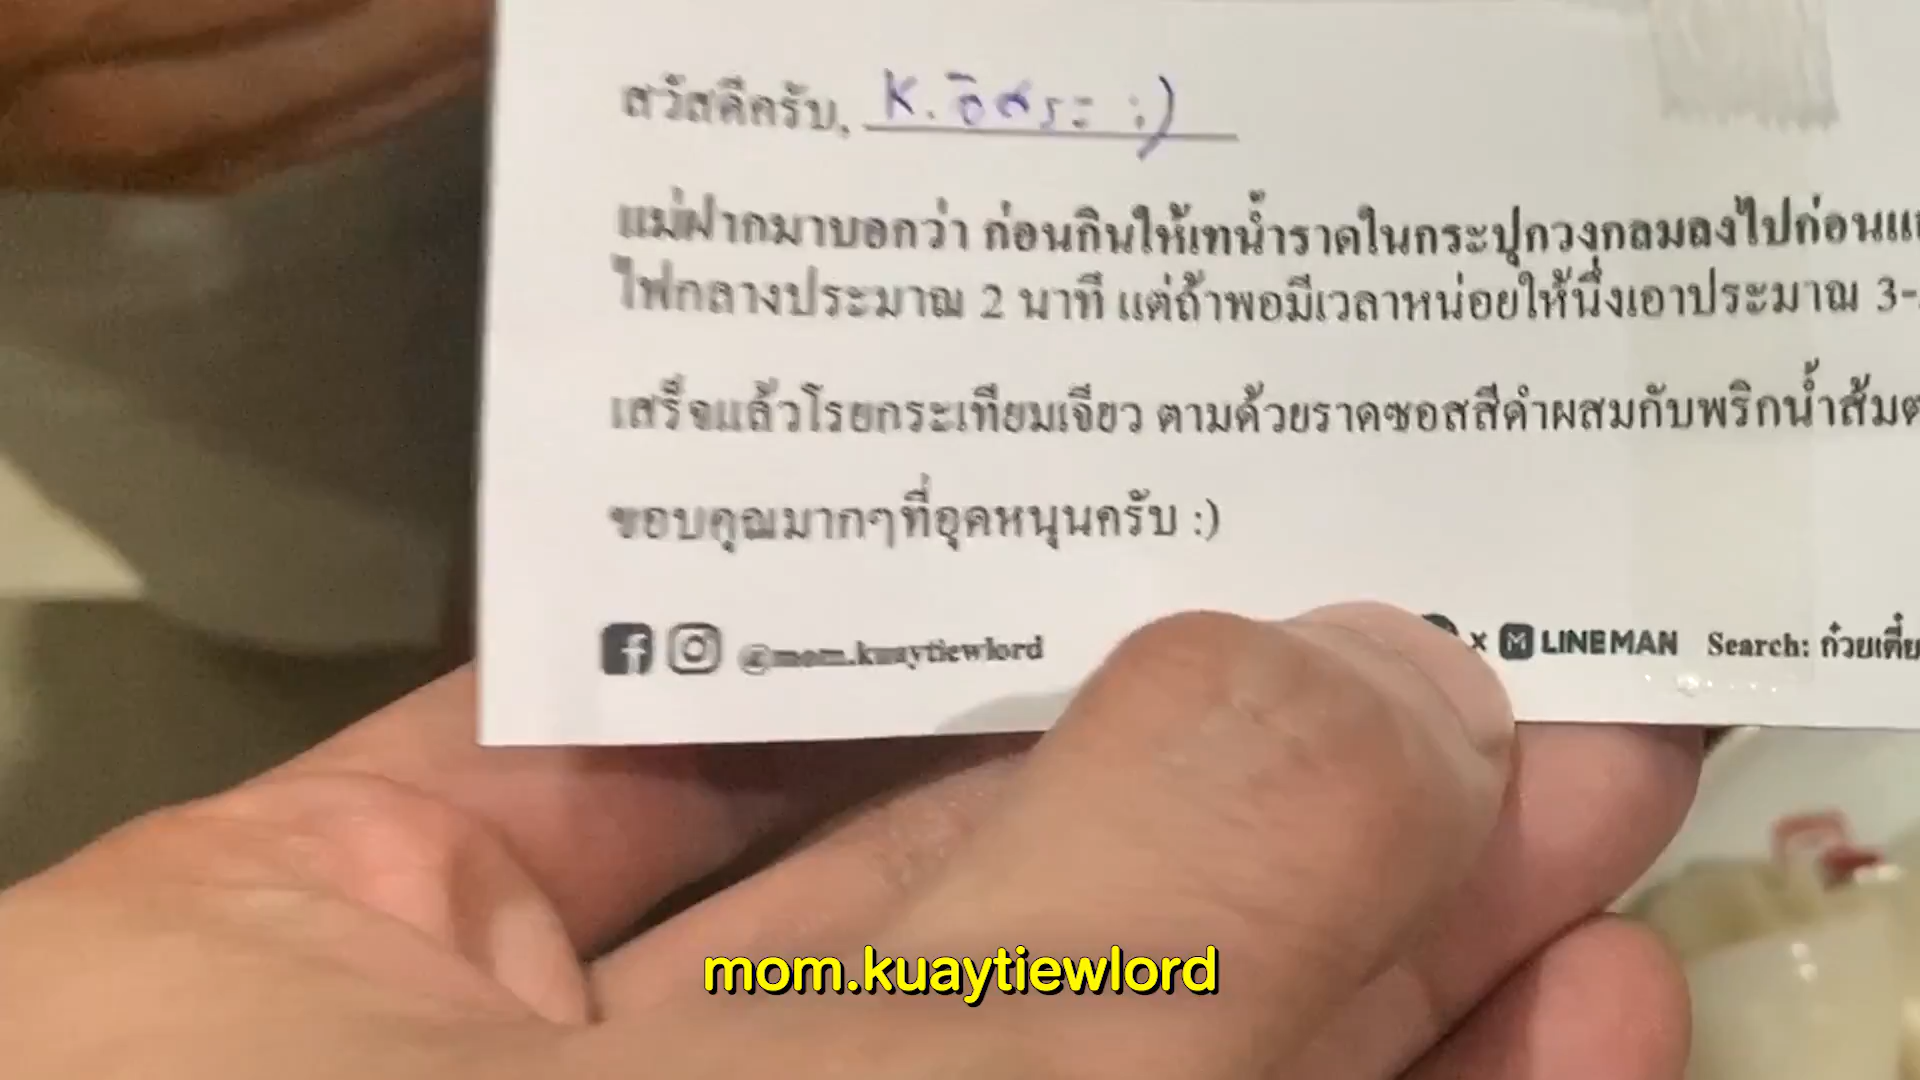 สวัสดีครับ, K. อิสระ :)
แม่ฝากมาบอกว่า ก่อนกินให้เทน้ำราดในกระปุกวงกลมลงไปก่อนแ
ไฟกลางประมาณ 2 นาที แต่ถ้าพอมีเวลาหน่อยให้นึ่งเอาประมาณ 3-
เสร็จแล้วโรยกระเทียมเจียว ตามด้วยราดซอสสีดำผสมกับพริกน้ำส้ม
ขอบคุณมากๆที่อุดหนุนครับ :)
@mom.kuaytiewlord x LINEMAN Search: ก๋วยเตี๋ย
mom.kuaytiewlord